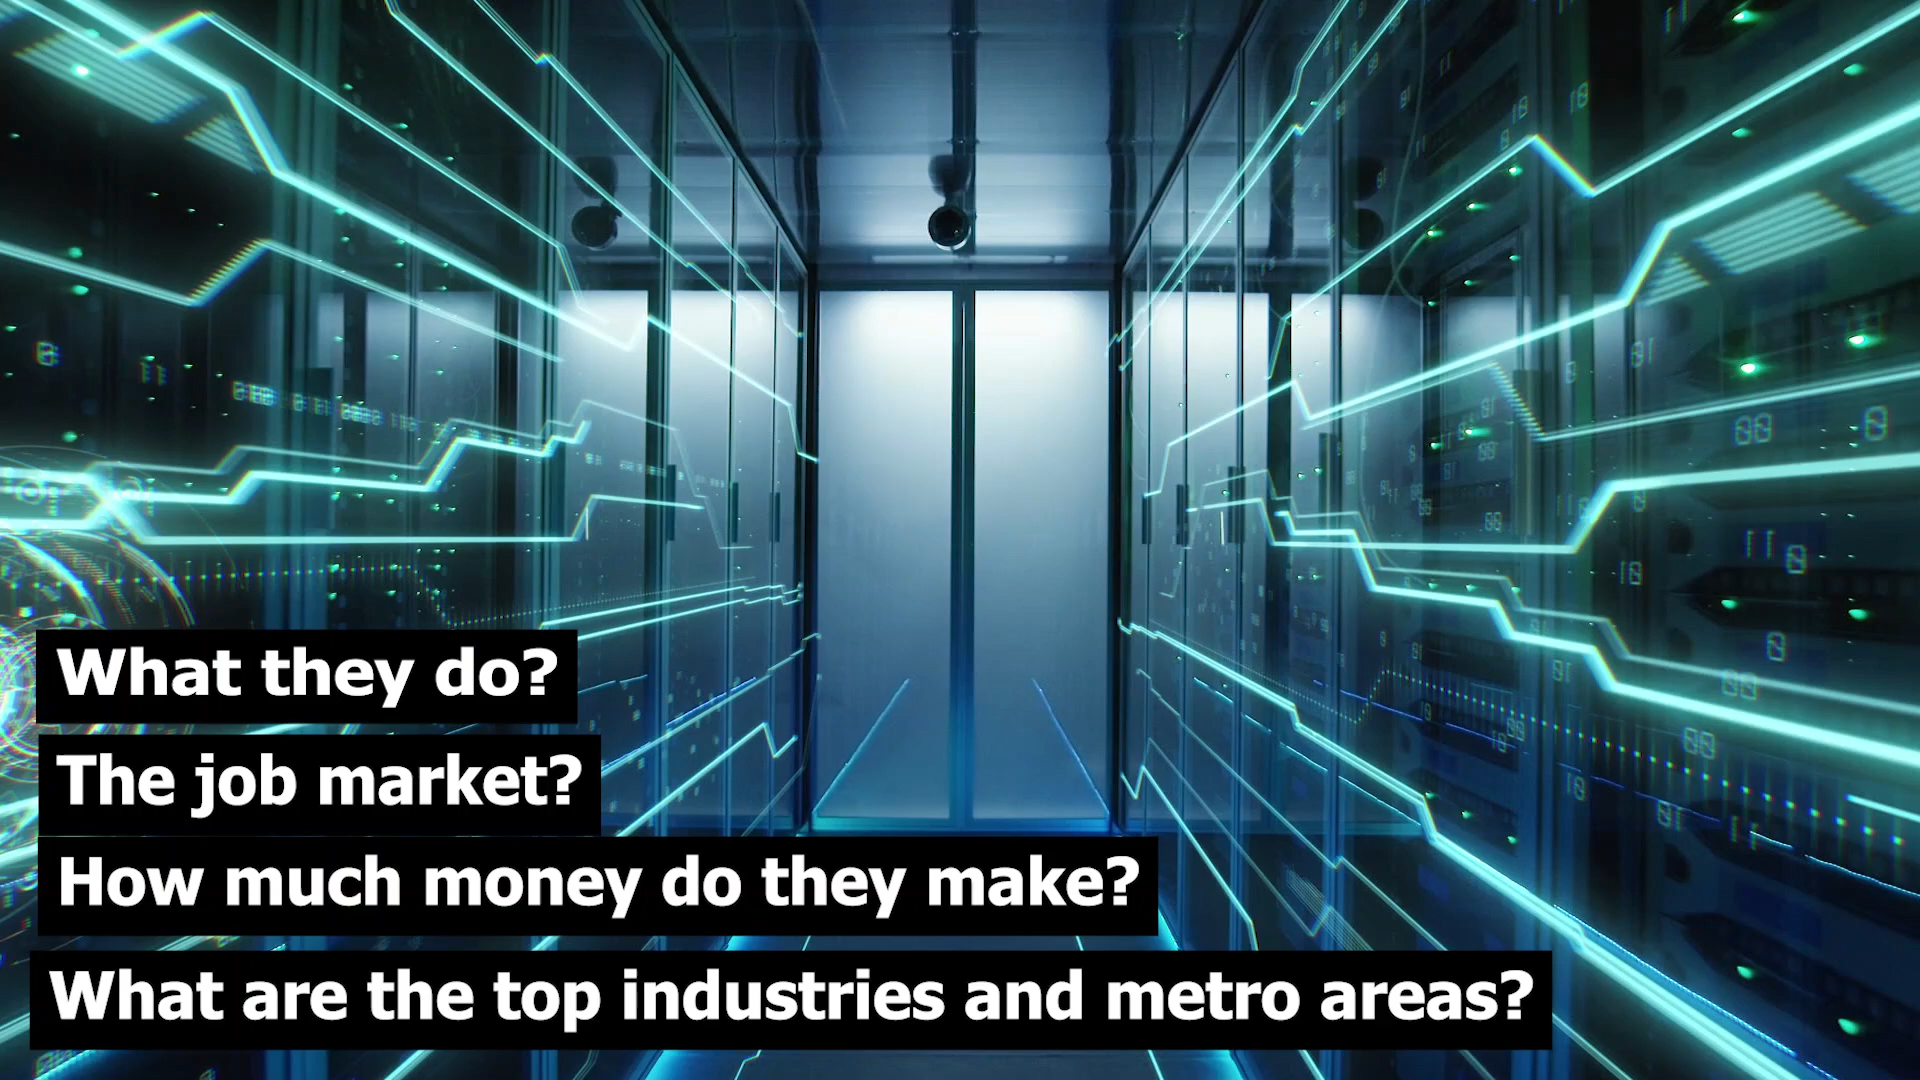 What they do?
The job market?
How much money do they make?
What are the top industries and metro areas?